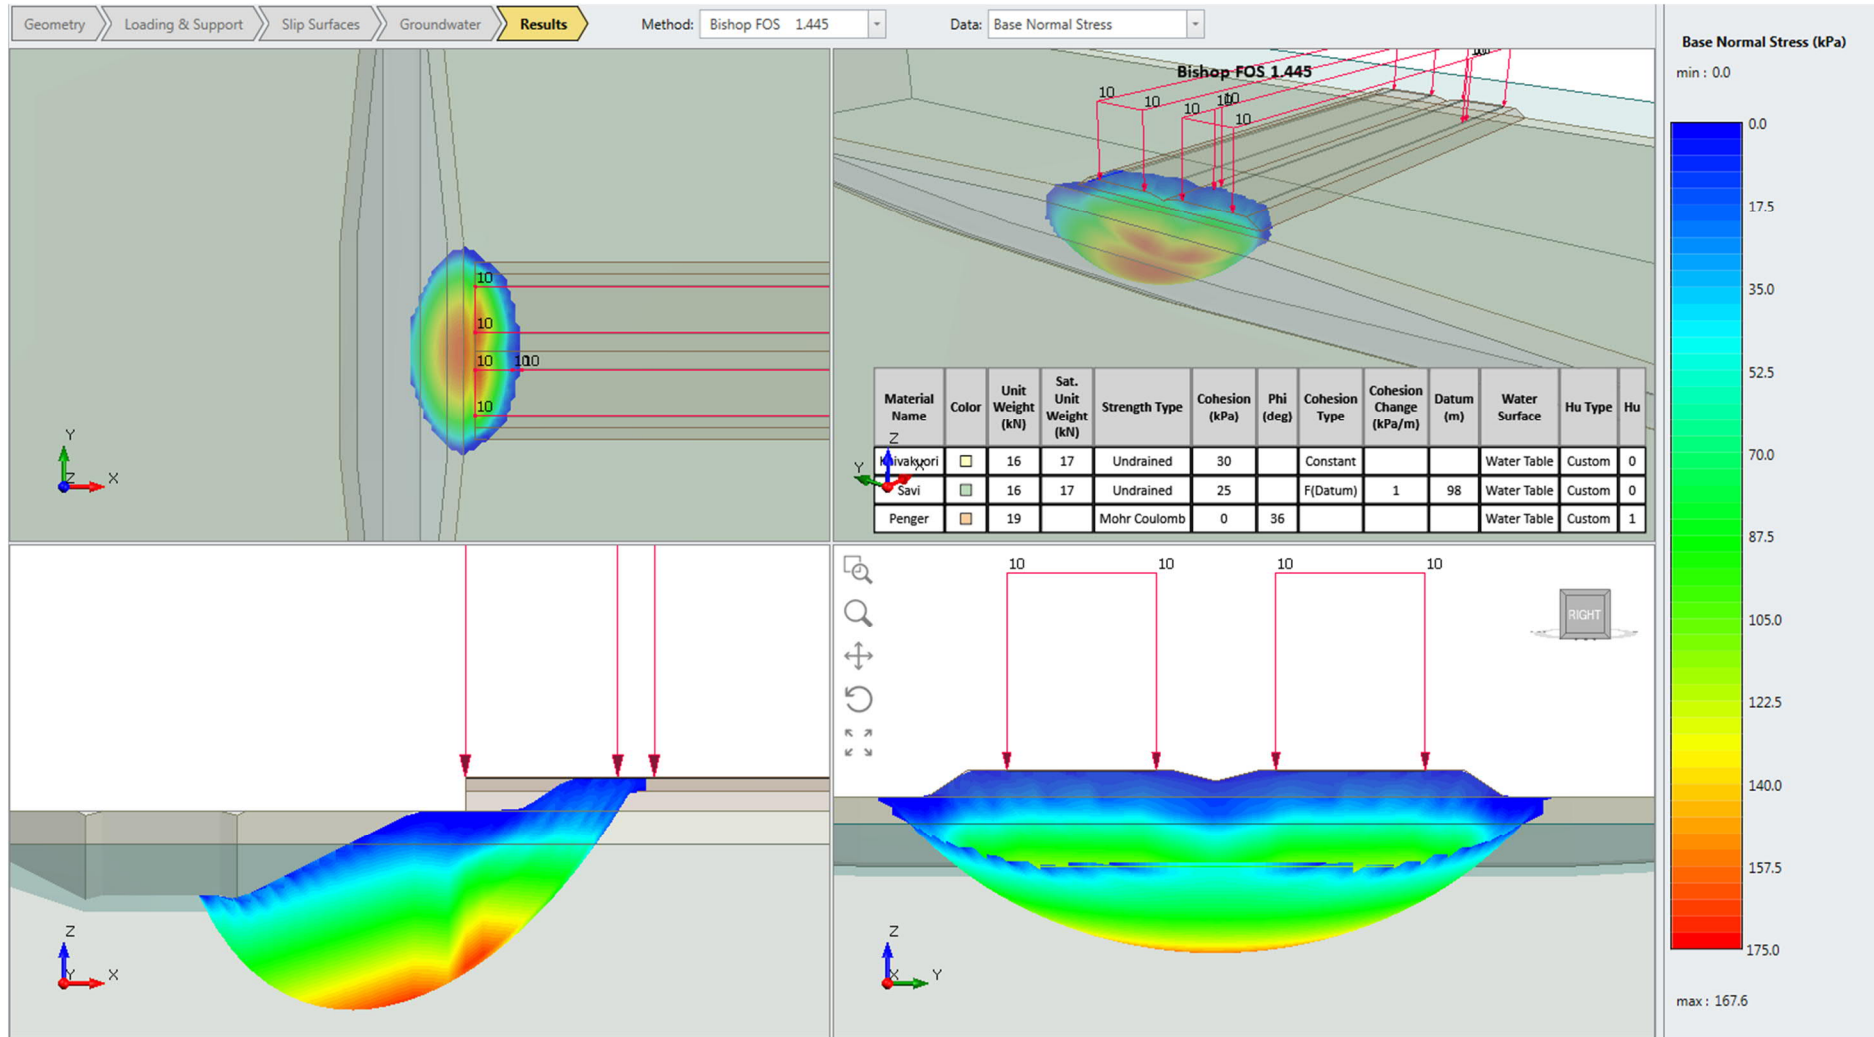 Geometry Loading & Support Slip Surfaces Groundwater Results Method: Bishop FOS 1.445 Data: Base Normal Stress
Base Normal Stress (kPa)
min : 0.0
0.0
17.5
35.0
52.5
70.0
87.5
105.0
122.5
140.0
157.5
175.0
max : 167.6
10
10
10 10 10
10
Y
Z X
Bishop FOS 1.445
10 10 10 10 10 10
Material Name Color Unit Weight (kN) Sat. Unit Weight (kN) Strength Type Cohesion (kPa) Phi (deg) Cohesion Type Cohesion Change (kPa/m) Datum (m) Water Surface Hu Type Hu
16 17 Undrained 30 Constant Water Table Custom 0
Savi 16 17 Undrained 25 F(Datum) 1 98 Water Table Custom 0
Penger 19 Mohr Coulomb 0 36 Water Table Custom 1
Z
Y X
Z
Y X
10 10 10 10
RIGHT
Z
X Y